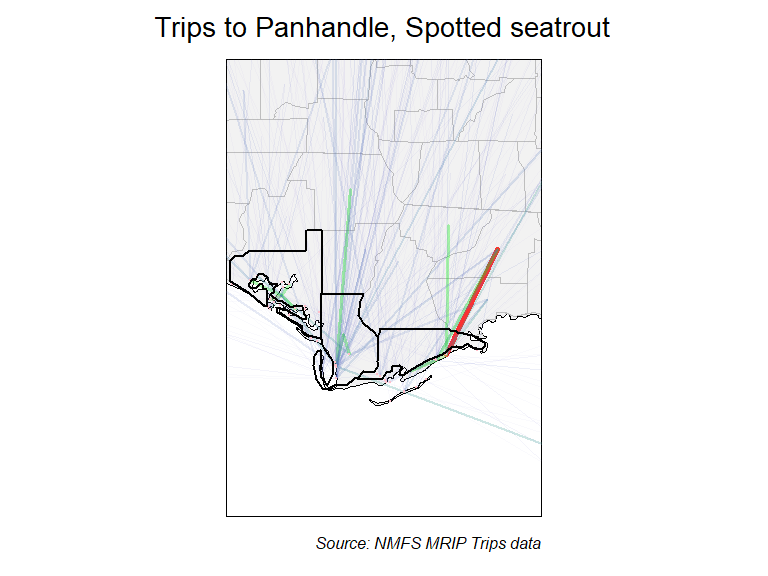 Trips to Panhandle, Spotted seatrout
Source: NMFS MRIP Trips data